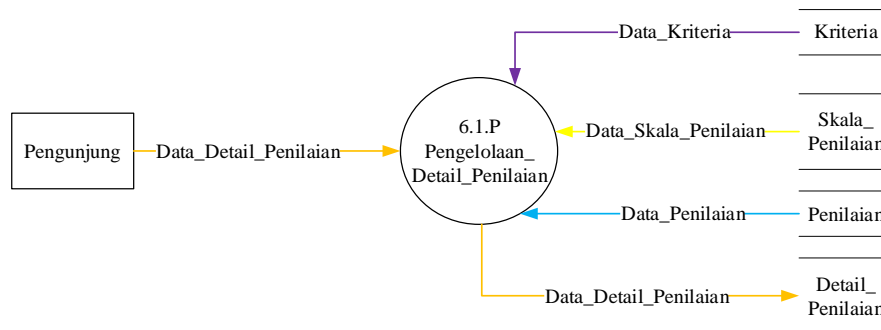 Data_Kriteria
Kriteria
6.1.P
Pengelolaan_
Detail_Penilaian
Data_Skala_Penilaian
Skala_
Penilaian
Pengunjung
Data_Detail_Penilaian
Data_Penilaian
Penilaian
Data_Detail_Penilaian
Detail_
Penilaian